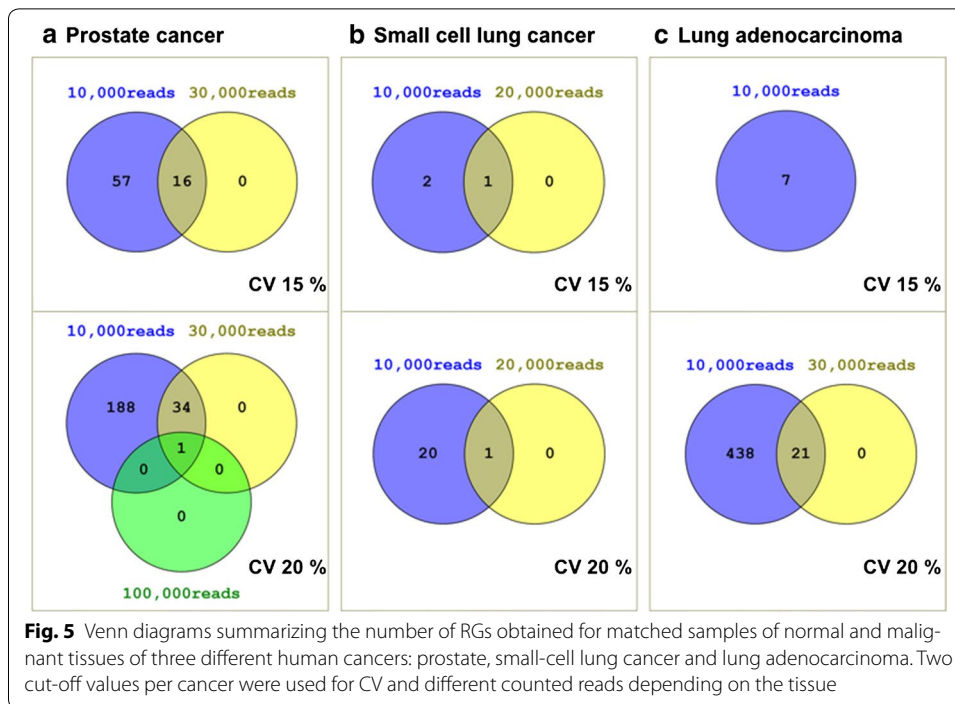 a Prostate cancer
b Small cell lung cancer
c Lung adenocarcinoma
10,000reads 30,000reads
57 16 0
CV 15 %
10,000reads 20,000reads
2 1 0
CV 15 %
10,000reads
7
CV 15 %
10,000reads 30,000reads
188 34 0
1
0 0
0
CV 20 %
100,000reads
10,000reads 20,000reads
20 1 0
CV 20 %
10,000reads 30,000reads
438 21 0
CV 20 %
Fig. 5 Venn diagrams summarizing the number of RGs obtained for matched samples of normal and malig-
nant tissues of three different human cancers: prostate, small-cell lung cancer and lung adenocarcinoma. Two
cut-off values per cancer were used for CV and different counted reads depending on the tissue